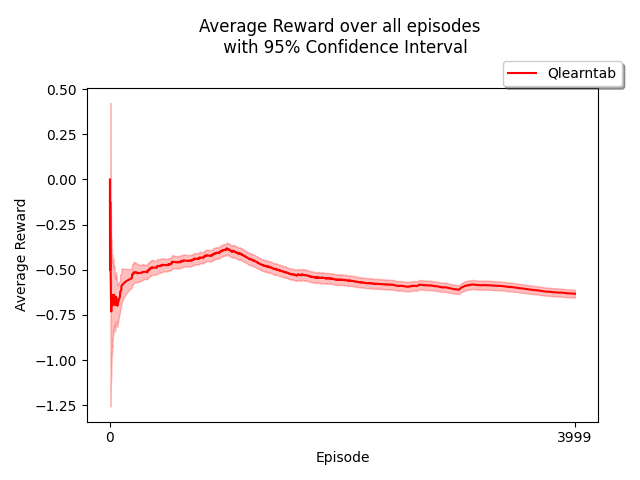 Average Reward over all episodes
with 95% Confidence Interval
Qlearntab
0.50
0.25
0.00
−0.25
−0.50
−0.75
−1.00
−1.25
Average Reward
0
3999
Episode